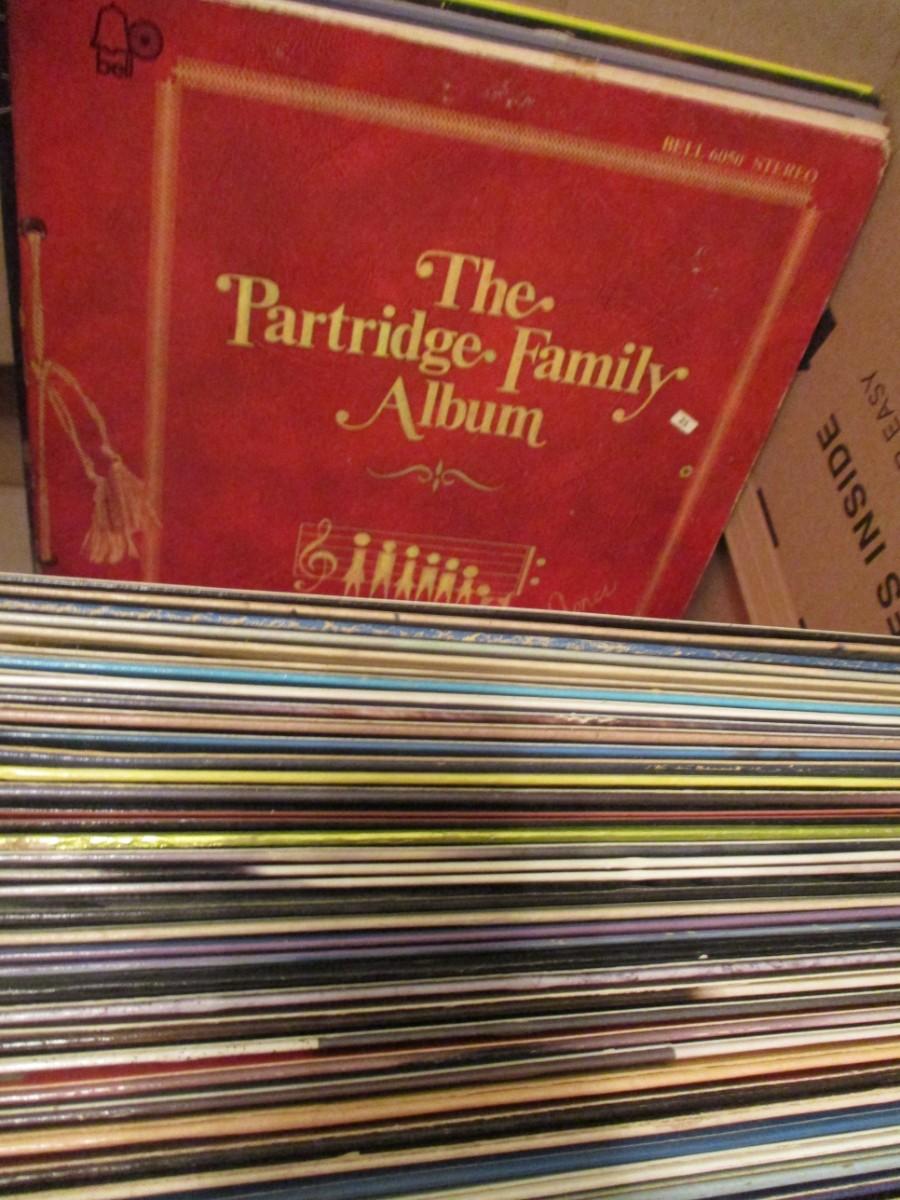 bell
BELL 6050 STEREO
The
Partridge Family
Album
INSIDE
EASY